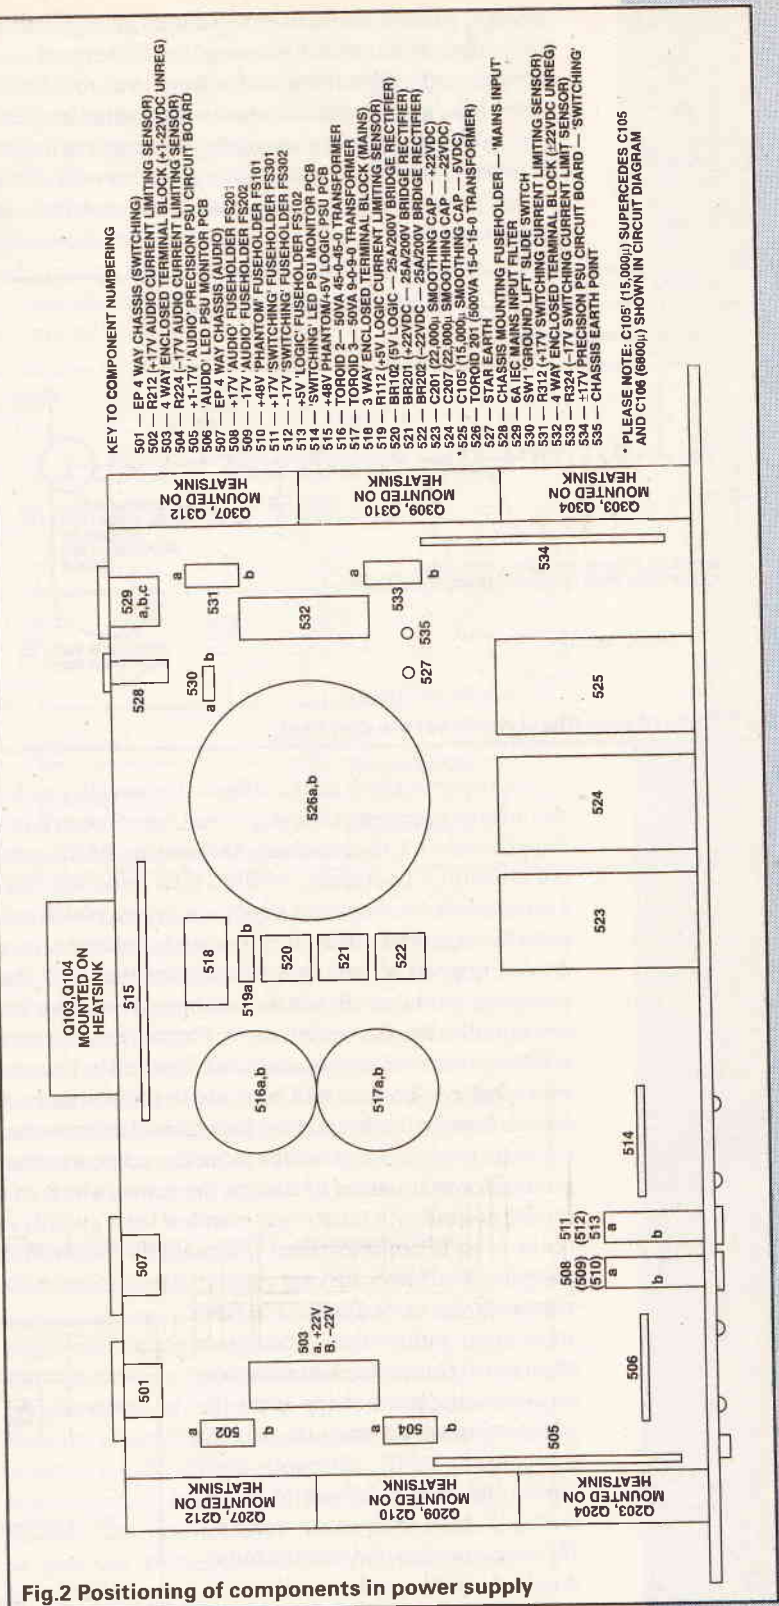 KEY TO COMPONENT NUMBERING
501 — EP 4 WAY CHASSIS (SWITCHING)
502 — R212 (+17V AUDIO CURRENT LIMITING SENSOR)
503 — 4 WAY ENCLOSED TERMINAL BLOCK (+1-22VDC UNREG)
504 — R224 (–17V AUDIO CURRENT LIMITING SENSOR)
505 — +1-17V 'AUDIO' PRECISION PSU CIRCUIT BOARD
506 — 'AUDIO' LED PSU MONITOR PCB
507 — EP 4 WAY CHASSIS (AUDIO)
508 — +17V 'AUDIO' FUSEHOLDER FS201
509 — -17V 'AUDIO' FUSEHOLDER FS202
510 — +48V 'PHANTOM' FUSEHOLDER FS101
511 — +17V 'SWITCHING' FUSEHOLDER FS301
512 — -17V 'SWITCHING' FUSEHOLDER FS302
513 — +5V 'LOGIC' FUSEHOLDER FS102
514 — 'SWITCHING' LED PSU MONITOR PCB
515 — +48V PHANTOM/+5V LOGIC PSU PCB
516 — TOROID 2 — 50VA 45-0-45-0 TRANSFORMER
517 — TOROID 3 — 50VA 9-0-9-0 TRANSFORMER
518 — 3 WAY ENCLOSED TERMINAL BLOCK (MAINS)
519 — R112 (+5V LOGIC CURRENT LIMITING SENSOR)
520 — BR102 (5V LOGIC — 25A/200V BRIDGE RECTIFIER)
521 — BR201 (+22VDC — 25A/200V BRIDGE RECTIFIER)
522 — BR202 (–22VDC — 25A/200V BRIDGE RECTIFIER)
523 — C201 (22,000µ SMOOTHING CAP — +22VDC)
524 — C207 (22,000µ SMOOTHING CAP — -22VDC)
* 525 — C105' (15,000µ SMOOTHING CAP — 5VDC)
526 — TOROID 201 (500VA 15-0-15-0 TRANSFORMER)
527 — STAR EARTH
528 — CHASSIS MOUNTING FUSEHOLDER — 'MAINS INPUT'
529 — 6A IEC MAINS INPUT FILTER
530 — SW1 'GROUND LIFT SLIDE SWITCH
531 — R312 (+17V SWITCHING CURRENT LIMITING SENSOR)
532 — 4 WAY ENCLOSED TERMINAL BLOCK (±22VDC UNREG)
533 — R324 (–17V SWITCHING CURRENT LIMIT SENSOR)
534 — ±17V PRECISION PSU CIRCUIT BOARD — 'SWITCHING'
535 — CHASSIS EARTH POINT
* PLEASE NOTE: C105' (15,000µ) SUPERCEDES C105
AND C106 (6800µ) SHOWN IN CIRCUIT DIAGRAM
Q103, Q104
MOUNTED ON
HEATSINK
515
501
507
529
a,b,c
528
530
a
b
503
a. +22V
B. –22V
a
502
b
a
504
b
505
506
516a,b
517a,b
518
519a
b
520
521
522
526a,b
a
531
b
532
a
533
b
527
535
534
508
(509)
(510)
a
b
511
(512)
513
a
b
514
523
524
525
Q207, Q212
MOUNTED ON
HEATSINK
Q209, Q210
MOUNTED ON
HEATSINK
Q203, Q204
MOUNTED ON
HEATSINK
Q307, Q312
MOUNTED ON
HEATSINK
Q309, Q310
MOUNTED ON
HEATSINK
Q303, Q304
MOUNTED ON
HEATSINK
Fig.2 Positioning of components in power supply